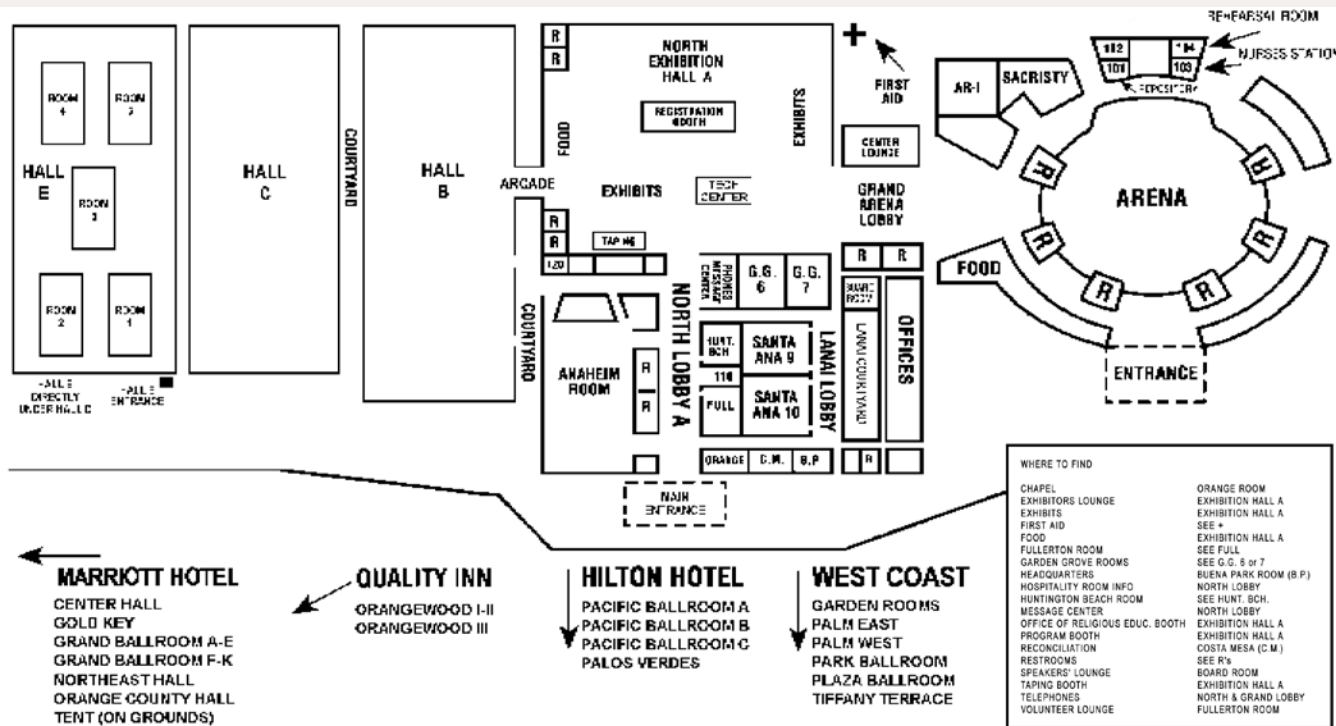 REHEARSAL ROOM
102
104
NURSES STATION
101
103
REPOSITORY
AR-I
SACRISTY
FIRST
AID
NORTH
EXHIBITION
HALL A
REGISTRATION
BOOTH
R
R
FOOD
EXHIBITS
CENTER
LOUNGE
ROOM
4
ROOM
HALL
E
ROOM
3
ROOM
2
ROOM
HALL
C
COURTYARD
HALL
B
ARCADE
EXHIBITS
TECH
CENTER
GRAND
ARENA
LOBBY
ARENA
R
R
R
R
R
R
FOOD
ENTRANCE
R
R
TAPING
120
PHONES
MESSAGE
CENTER
G.G.
6
G.G.
7
R
R
BOARD
ROOM
OFFICES
COURTYARD
ANAHEIM
ROOM
R
R
NORTH LOBBY A
HUNT.
BCH
SANTA
ANA 9
FULL
SANTA
ANA 10
LANAI LOBBY
LANAI COURTYARD
ORANGE
C.M.
B.P
R
MAIN
ENTRANCE
HALL E
DIRECTLY
UNDER HALL C
HALL E
ENTRANCE
MARRIOTT HOTEL
CENTER HALL
GOLD KEY
GRAND BALLROOM A-E
GRAND BALLROOM F-K
NORTHEAST HALL
ORANGE COUNTY HALL
TENT (ON GROUNDS)
QUALITY INN
ORANGEWOOD I-II
ORANGEWOOD III
HILTON HOTEL
PACIFIC BALLROOM A
PACIFIC BALLROOM B
PACIFIC BALLROOM C
PALOS VERDES
WEST COAST
GARDEN ROOMS
PALM EAST
PALM WEST
PARK BALLROOM
PLAZA BALLROOM
TIFFANY TERRACE
WHERE TO FIND
CHAPEL ORANGE ROOM
EXHIBITORS LOUNGE EXHIBITION HALL A
EXHIBITS EXHIBITION HALL A
FIRST AID SEE +
FOOD EXHIBITION HALL A
FULLERTON ROOM SEE FULL
GARDEN GROVE ROOMS SEE G.G. 6 or 7
HEADQUARTERS BUENA PARK ROOM (B.P.)
HOSPITALITY ROOM INFO NORTH LOBBY
HUNTINGTON BEACH ROOM SEE HUNT. BCH.
MESSAGE CENTER NORTH LOBBY
OFFICE OF RELIGIOUS EDUC. BOOTH EXHIBITION HALL A
PROGRAM BOOTH EXHIBITION HALL A
RECONCILIATION COSTA MESA (C.M.)
RESTROOMS SEE R's
SPEAKERS' LOUNGE BOARD ROOM
TAPING BOOTH EXHIBITION HALL A
TELEPHONES NORTH & GRAND LOBBY
VOLUNTEER LOUNGE FULLERTON ROOM